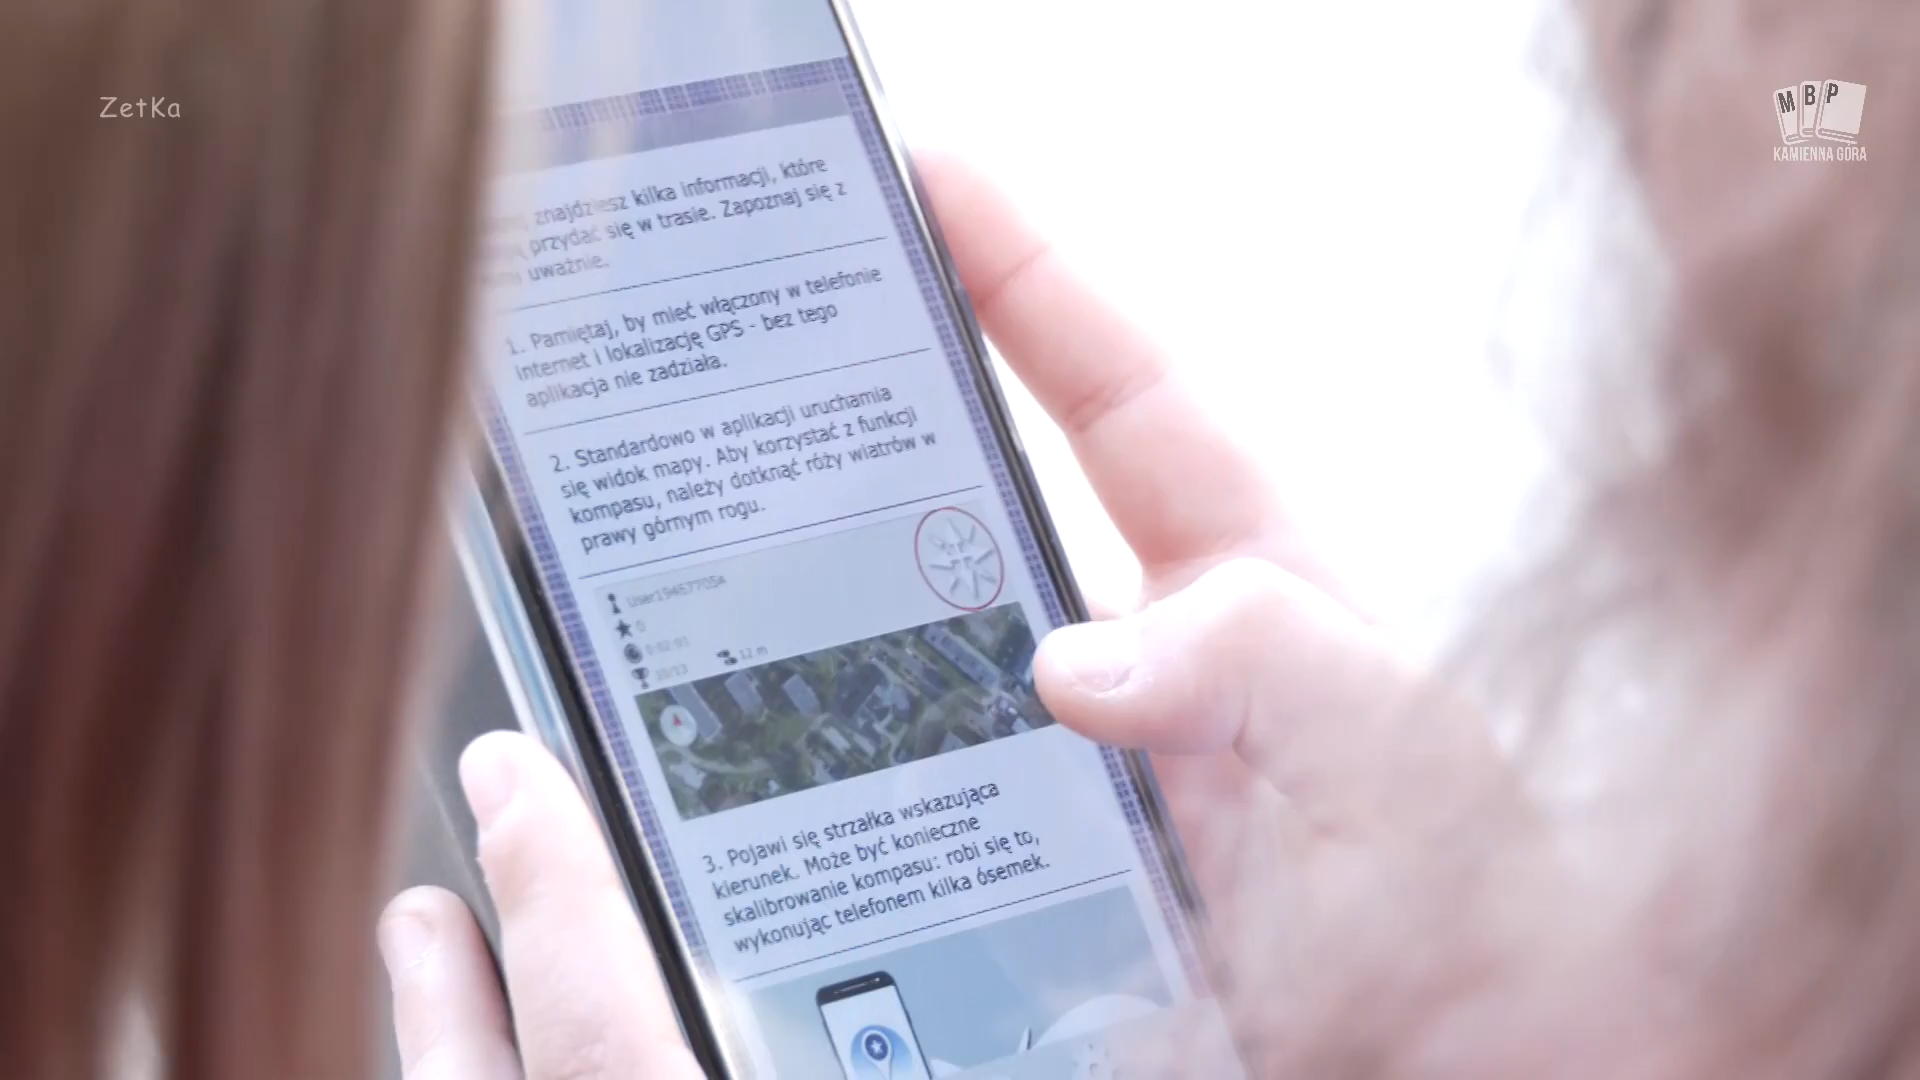 ZetKa
M B P
KAMIENNA GÓRA
znajdziesz kilka informacji, które
przydać się w trasie. Zapoznaj się z
uważnie.
1. Pamiętaj, by mieć włączony w telefonie
internet i lokalizację GPS - bez tego
aplikacja nie zadziała.
2. Standardowo w aplikacji uruchamia
się widok mapy. Aby korzystać z funkcji
kompasu, należy dotknąć róży wiatrów w
prawy górnym rogu.
0
12 m
3. Pojawi się strzałka wskazująca
kierunek. Może być konieczne
skalibrowanie kompasu: robi się to,
wykonując telefonem kilka ósemek.